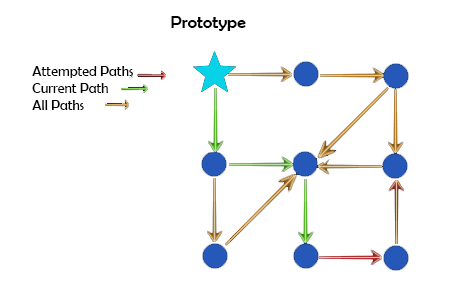 Prototype
Attempted Paths
Current Path
All Paths